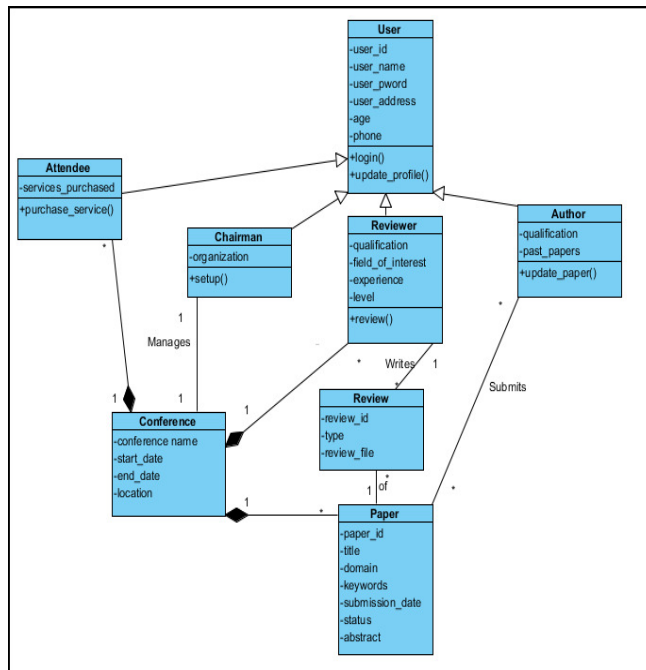 User
-user_id
-user_name
-user_pword
-user_address
-age
-phone
+login()
+update_profile()
Attendee
-services_purchased
+purchase_service()
Chairman
-organization
+setup()
Reviewer
-qualification
-field_of_interest
-experience
-level
+review()
Author
-qualification
-past_papers
+update_paper()
*
1
Manages
1
1
*
Writes
1
*
Submits
*
1
*
Conference
-conference name
-start_date
-end_date
-location
Review
-review_id
-type
-review_file
*
1
of
1
*
*
Paper
-paper_id
-title
-domain
-keywords
-submission_date
-status
-abstract